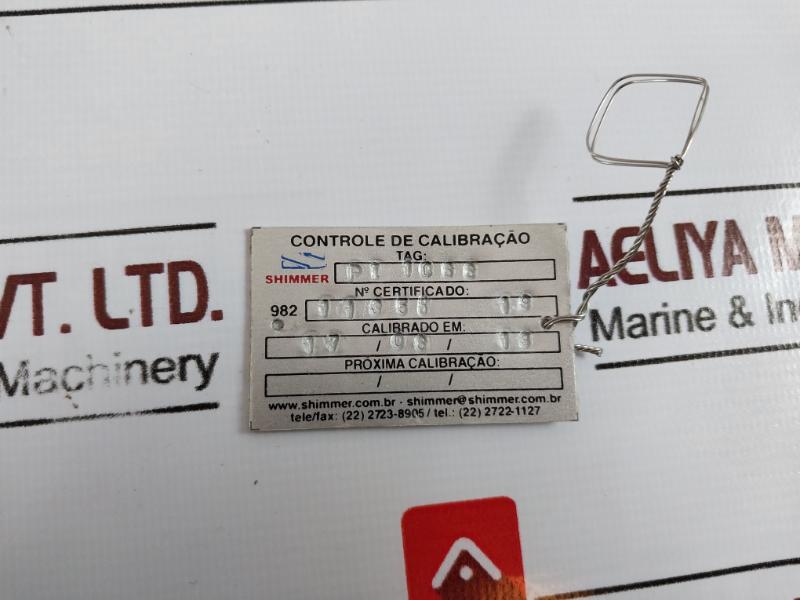 CONTROLE DE CALIBRAÇÃO
TAG:
SHIMMER
Nº CERTIFICADO:
982
CALIBRADO EM:
/ /
PRÓXIMA CALIBRAÇÃO:
/ /
www.shimmer.com.br - shimmer@shimmer.com.br
tele/fax: (22) 2723-8905 / tel.: (22) 2722-1127
VT. LTD.
Machinery
AELIYA M
Marine & Ind